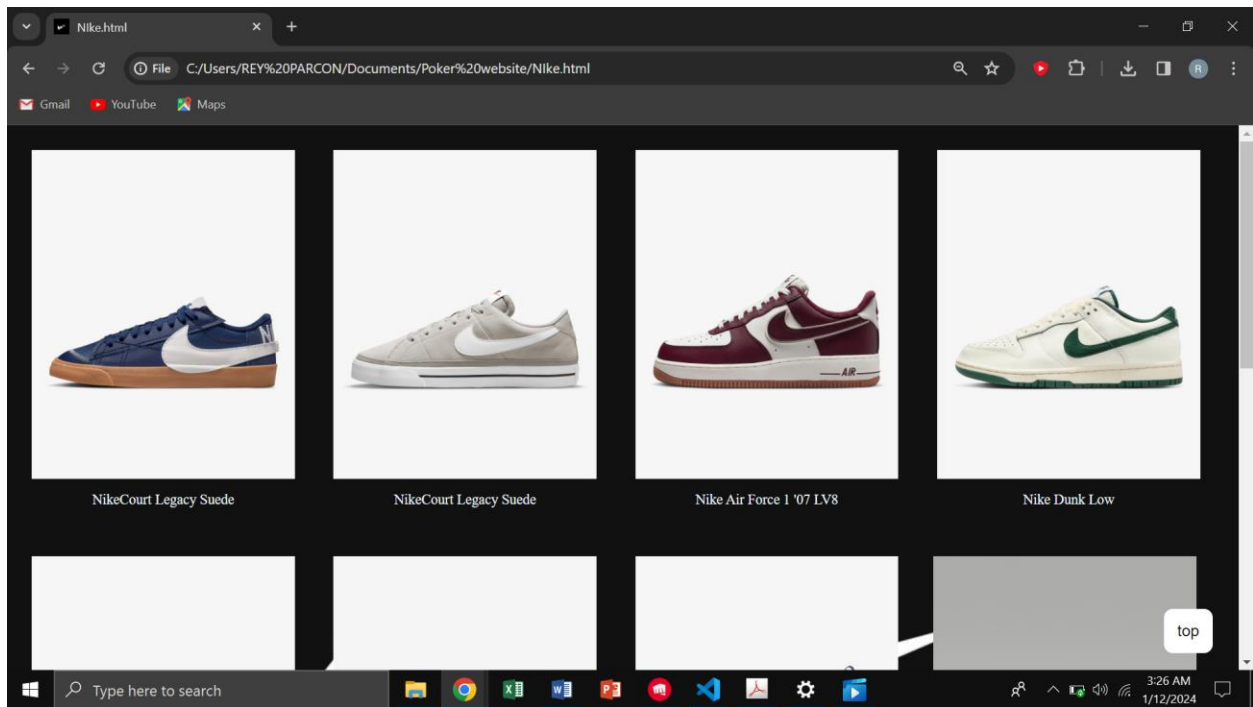 NIke.html
File C:/Users/REY%20PARCON/Documents/Poker%20website/NIke.html
R
Gmail YouTube Maps
N
AIR
NikeCourt Legacy Suede NikeCourt Legacy Suede Nike Air Force 1 '07 LV8 Nike Dunk Low
top
Type here to search
3:26 AM
1/12/2024